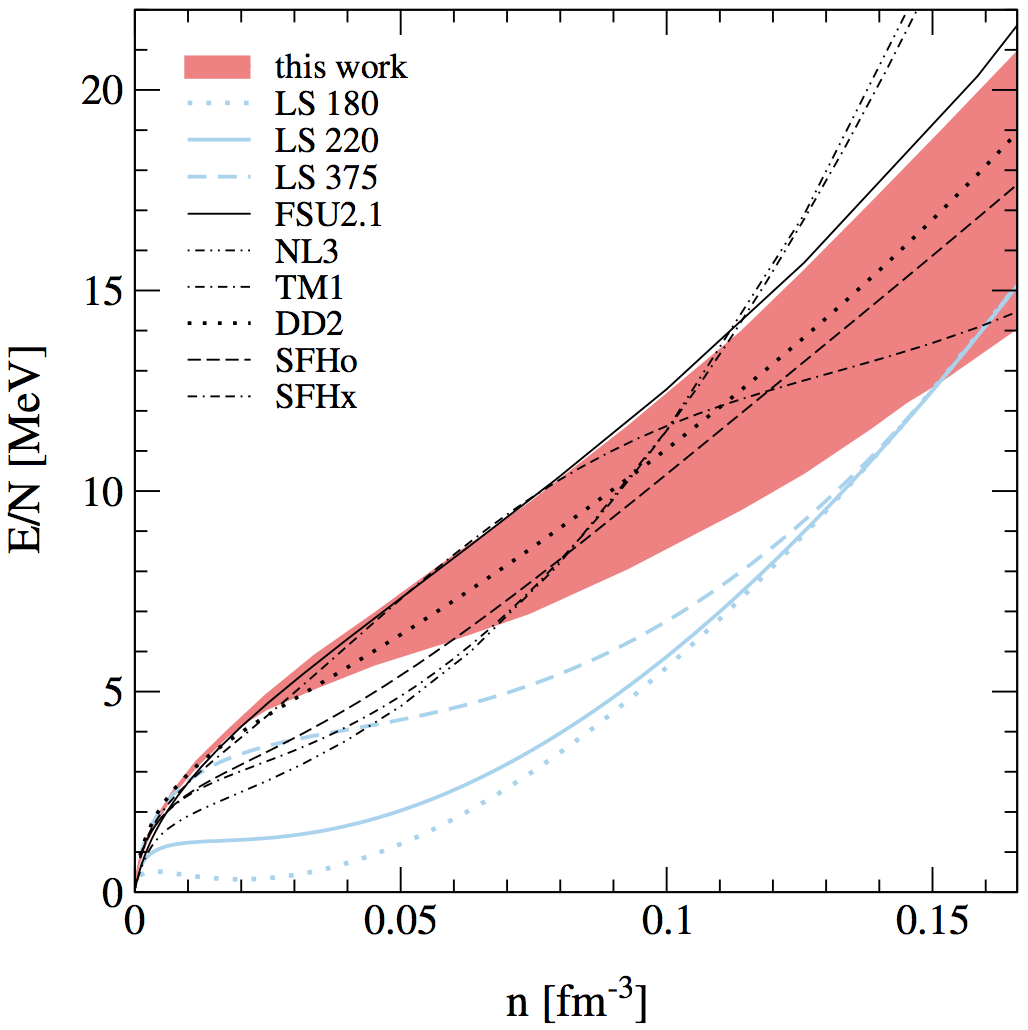 this work
LS 180
LS 220
LS 375
FSU2.1
NL3
TM1
DD2
SFHo
SFHx
20
15
10
5
0
E/N [MeV]
0 0.05 0.1 0.15
n [fm⁻³]